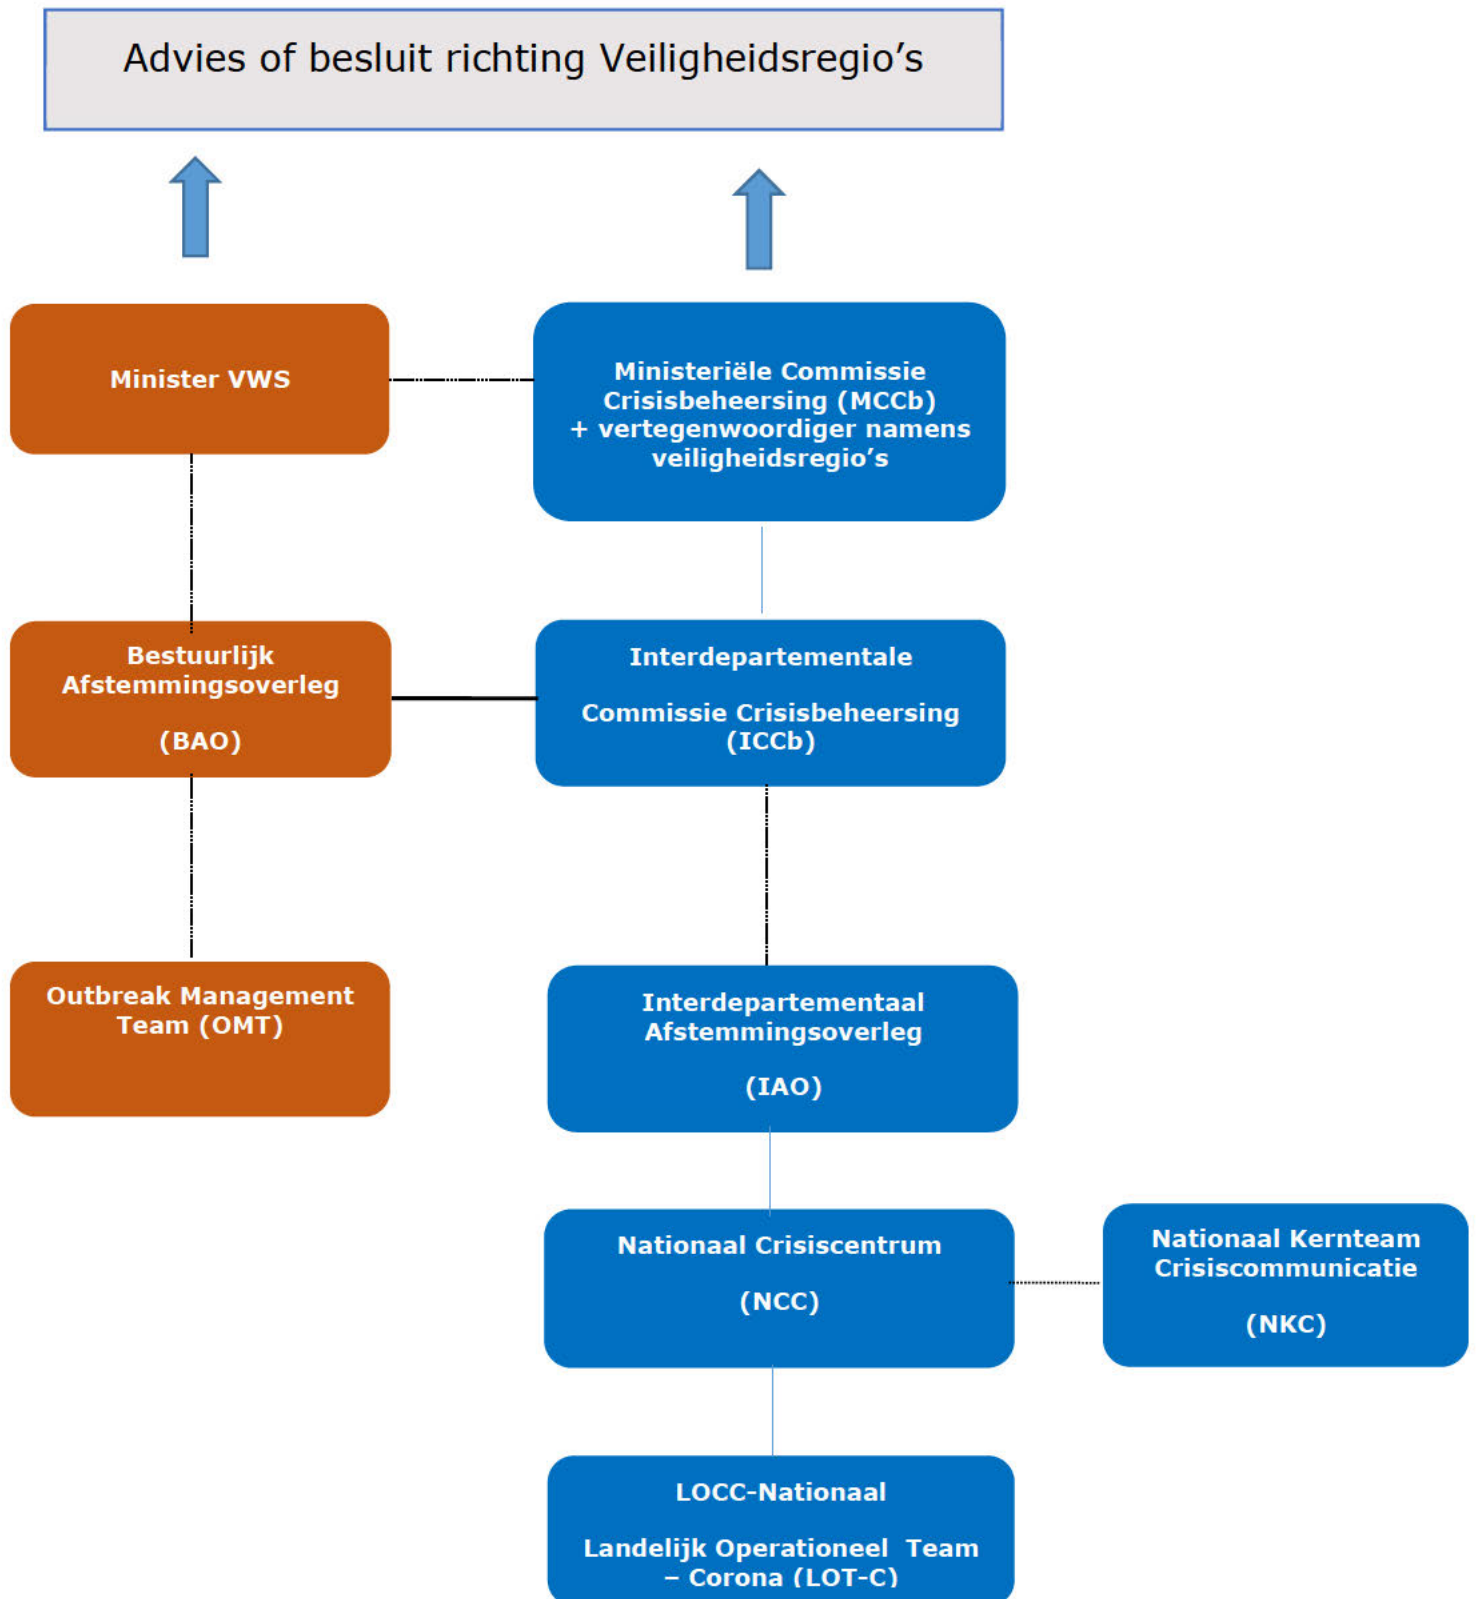 Advies of besluit richting Veiligheidsregio’s
Minister VWS
Ministeriële Commissie
Crisisbeheersing (MCCb)
+ vertegenwoordiger namens
veiligheidsregio’s
Bestuurlijk
Afstemmingsoverleg
(BAO)
Interdepartementale
Commissie Crisisbeheersing
(ICCb)
Outbreak Management
Team (OMT)
Interdepartementaal
Afstemmingsoverleg
(IAO)
Nationaal Crisiscentrum
(NCC)
Nationaal Kernteam
Crisiscommunicatie
(NKC)
LOCC–Nationaal
Landelijk Operationeel Team
– Corona (LOT–C)